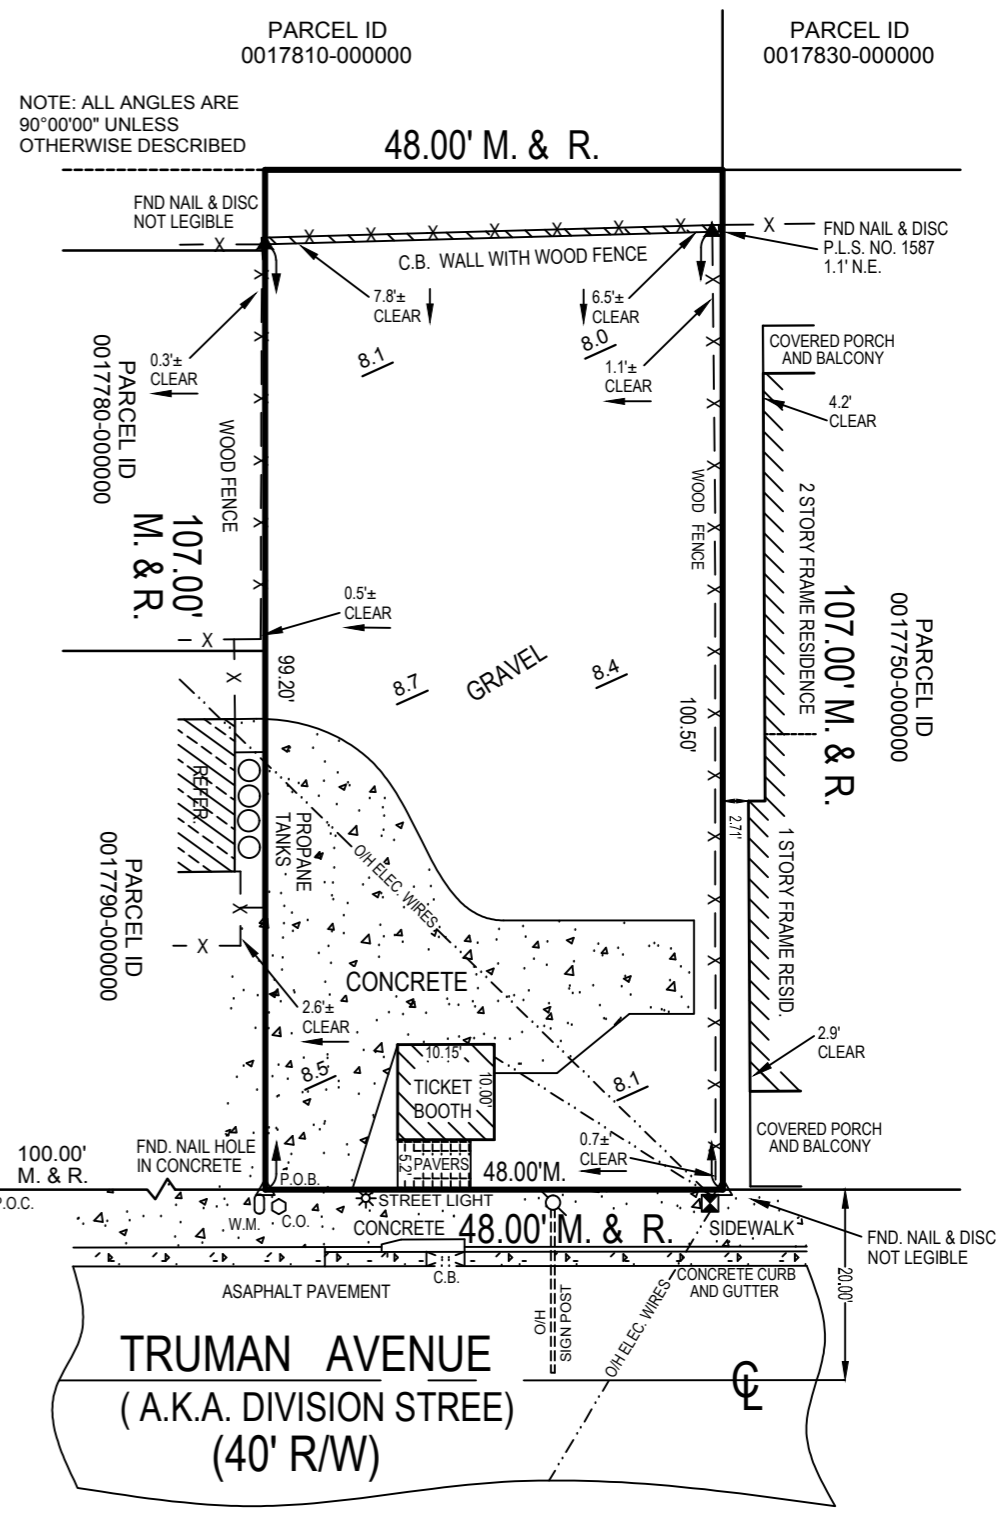 PARCEL ID
0017810-000000
PARCEL ID
0017830-000000
NOTE: ALL ANGLES ARE
90°00'00" UNLESS
OTHERWISE DESCRIBED
48.00' M. & R.
FND NAIL & DISC
NOT LEGIBLE
FND NAIL & DISC
P.L.S. NO. 1587
1.1' N.E.
C.B. WALL WITH WOOD FENCE
7.8'±
CLEAR
6.5'±
CLEAR
8.1
8.0
0.3'±
CLEAR
1.1'±
CLEAR
COVERED PORCH
AND BALCONY
4.2'
CLEAR
PARCEL ID
0017780-000000
WOOD FENCE
WOOD FENCE
2 STORY FRAME RESIDENCE
107.00'
M. & R.
107.00' M. & R.
PARCEL ID
0017750-000000
0.5'±
CLEAR
99.20'
8.7
GRAVEL
8.4
100.50'
REFER
PROPANE
TANKS
O/H ELEC. WIRES
2.71'
1 STORY FRAME RESID.
PARCEL ID
0017790-000000
CONCRETE
2.6'±
CLEAR
8.5
10.15'
TICKET
BOOTH
10.00'
8.1
2.9'
CLEAR
5.2'
PAVERS
0.7±'
CLEAR
COVERED PORCH
AND BALCONY
100.00'
M. & R.
FND. NAIL HOLE
IN CONCRETE
P.O.B.
48.00'M.
P.O.C.
W.M.
C.O.
STREET LIGHT
CONCRETE
48.00' M. & R.
SIDEWALK
FND. NAIL & DISC
NOT LEGIBLE
ASAPHALT PAVEMENT
C.B.
CONCRETE CURB
AND GUTTER
20.00'
O/H
SIGN POST
O/H ELEC. WIRES
TRUMAN AVENUE
( A.K.A. DIVISION STREE)
(40' R/W)
℄